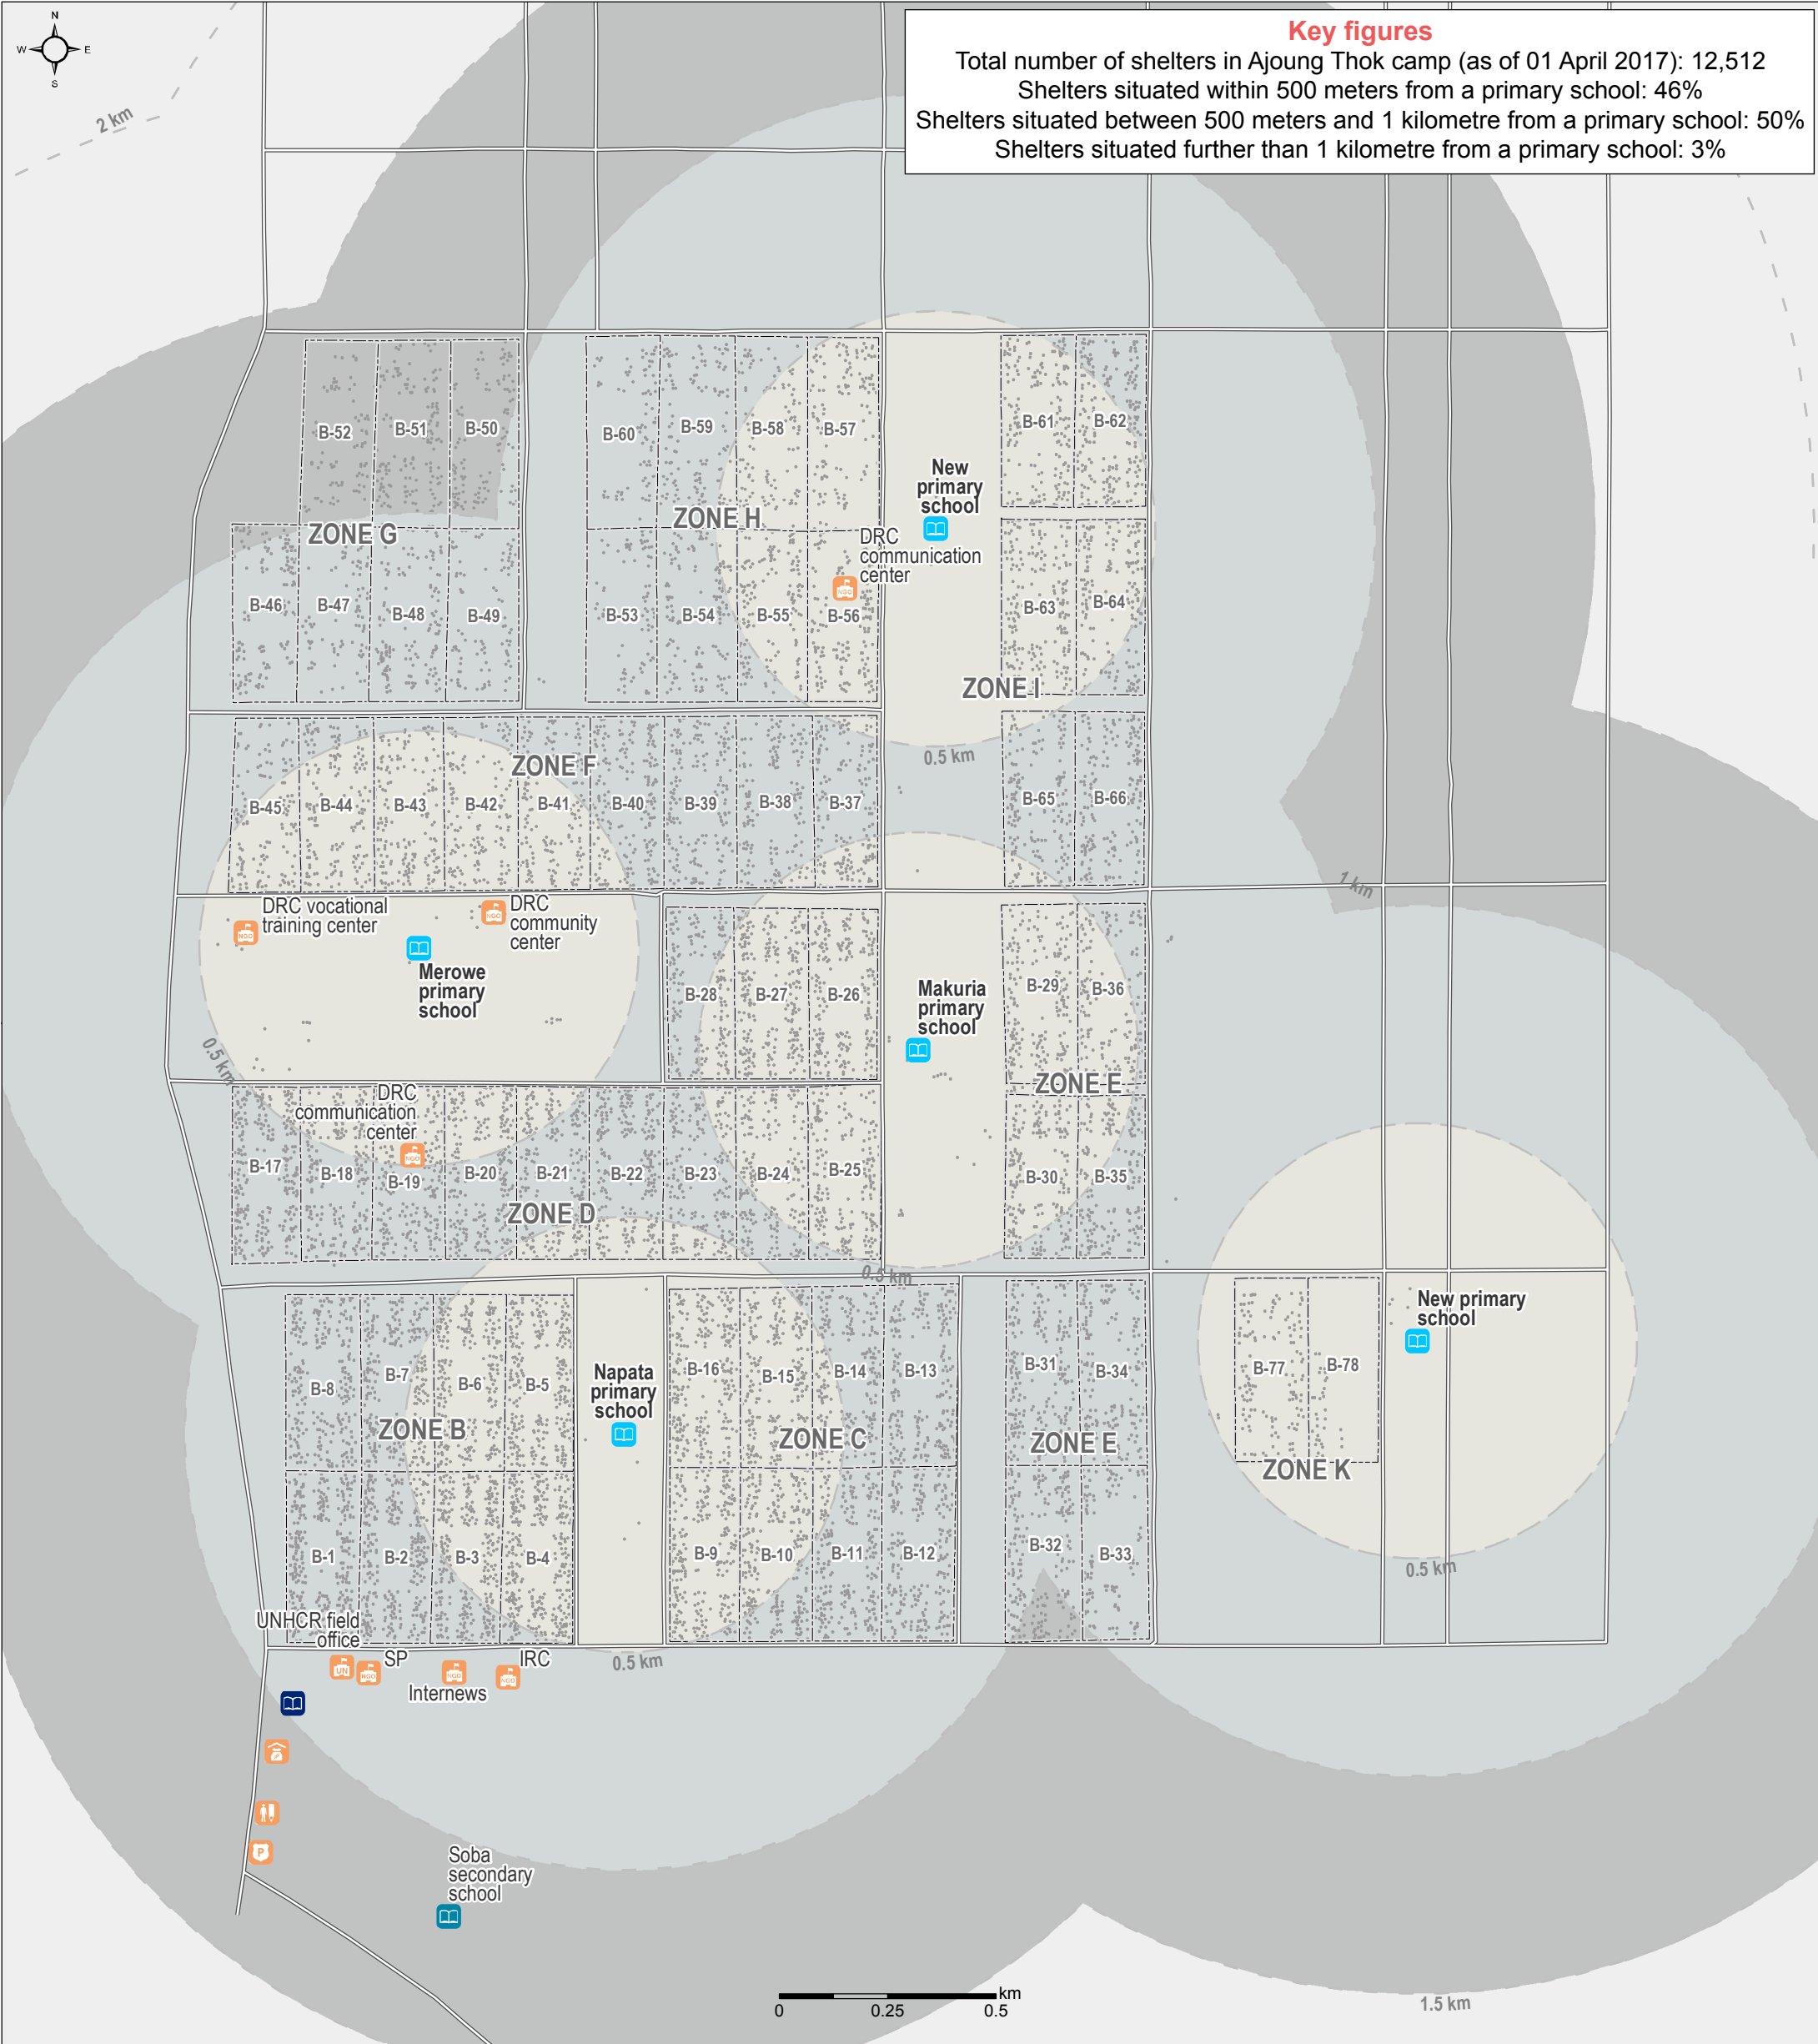 N
W E
S
Key figures
Total number of shelters in Ajoung Thok camp (as of 01 April 2017): 12,512
Shelters situated within 500 meters from a primary school: 46%
Shelters situated between 500 meters and 1 kilometre from a primary school: 50%
Shelters situated further than 1 kilometre from a primary school: 3%
2 km
B-52
B-51
B-50
B-60
B-59
B-58
B-57
B-61
B-62
New
primary
school
ZONE G
ZONE H
DRC
communication
center
NGO
B-46
B-47
B-48
B-49
B-53
B-54
B-55
B-56
B-63
B-64
ZONE I
0.5 km
ZONE F
B-45
B-44
B-43
B-42
B-41
B-40
B-39
B-38
B-37
B-65
B-66
1 km
DRC vocational
training center
NGO
NGO
DRC
community
center
Merowe
primary
school
B-28
B-27
B-26
Makuria
primary
school
B-29
B-36
0.5 km
ZONE E
DRC
communication
center
NGO
B-17
B-18
B-19
B-20
B-21
B-22
B-23
B-24
B-25
B-30
B-35
ZONE D
0.5 km
B-8
B-7
B-6
B-5
Napata
primary
school
B-16
B-15
B-14
B-13
B-31
B-34
B-77
B-78
New primary
school
ZONE B
ZONE C
ZONE E
ZONE K
B-1
B-2
B-3
B-4
B-9
B-10
B-11
B-12
B-32
B-33
0.5 km
UNHCR field
office
UN
NGO
SP
NGO
Internews
NGO
IRC
0.5 km
P
Soba
secondary
school
km
0 0.25 0.5
1.5 km